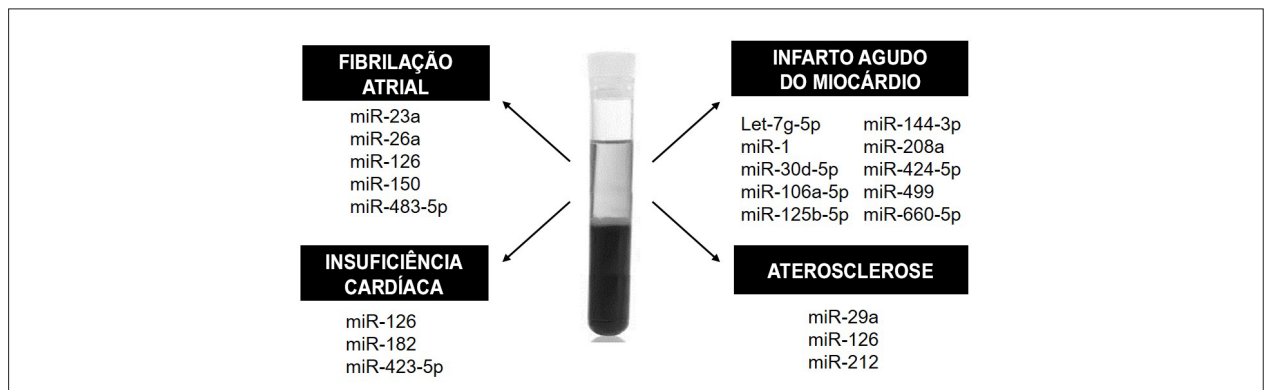 FIBRILAÇÃO
ATRIAL
miR-23a
miR-26a
miR-126
miR-150
miR-483-5p
INFARTO AGUDO
DO MIOCÁRDIO
Let-7g-5p miR-144-3p
miR-1 miR-208a
miR-30d-5p miR-424-5p
miR-106a-5p miR-499
miR-125b-5p miR-660-5p
INSUFICIÊNCIA
CARDÍACA
miR-126
miR-182
miR-423-5p
ATEROSCLEROSE
miR-29a
miR-126
miR-212